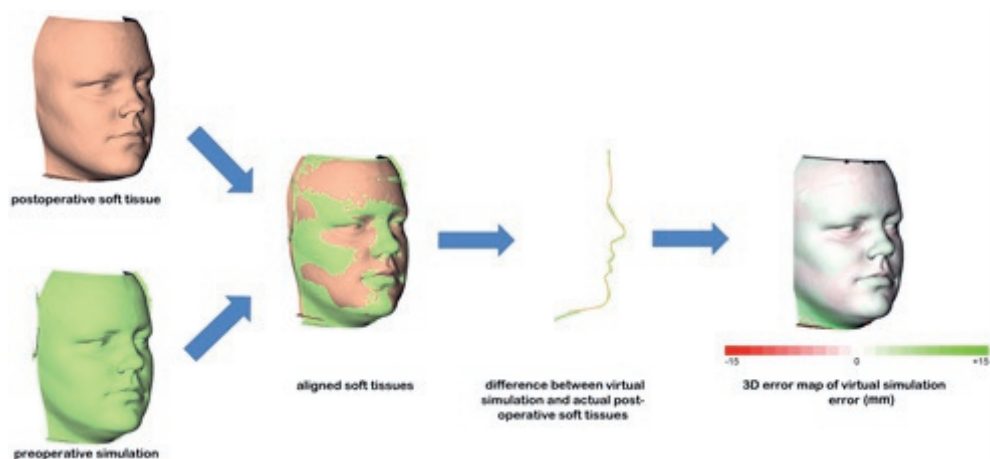 postoperative soft tissue
preoperative simulation
aligned soft tissues
difference between virtual
simulation and actual post-
operative soft tissues
-15
0
+15
3D error map of virtual simulation
error (mm)